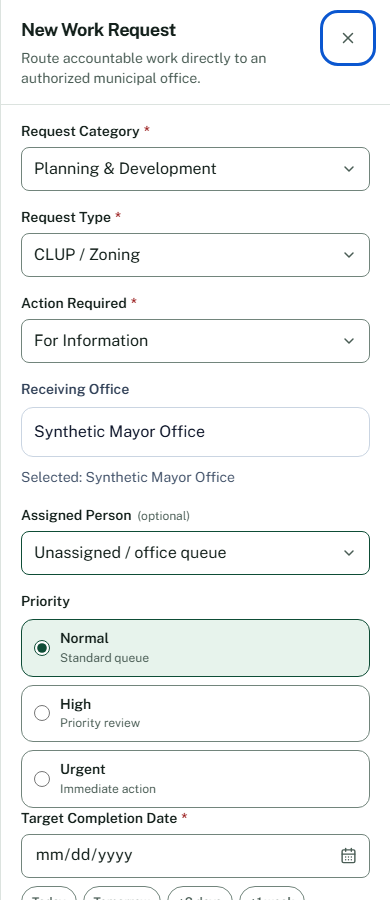 New Work Request
Route accountable work directly to an
authorized municipal office.
Request Category *
Planning & Development
Request Type *
CLUP / Zoning
Action Required *
For Information
Receiving Office
Synthetic Mayor Office
Selected: Synthetic Mayor Office
Assigned Person (optional)
Unassigned / office queue
Priority
Normal
Standard queue
High
Priority review
Urgent
Immediate action
Target Completion Date *
mm/dd/yyyy